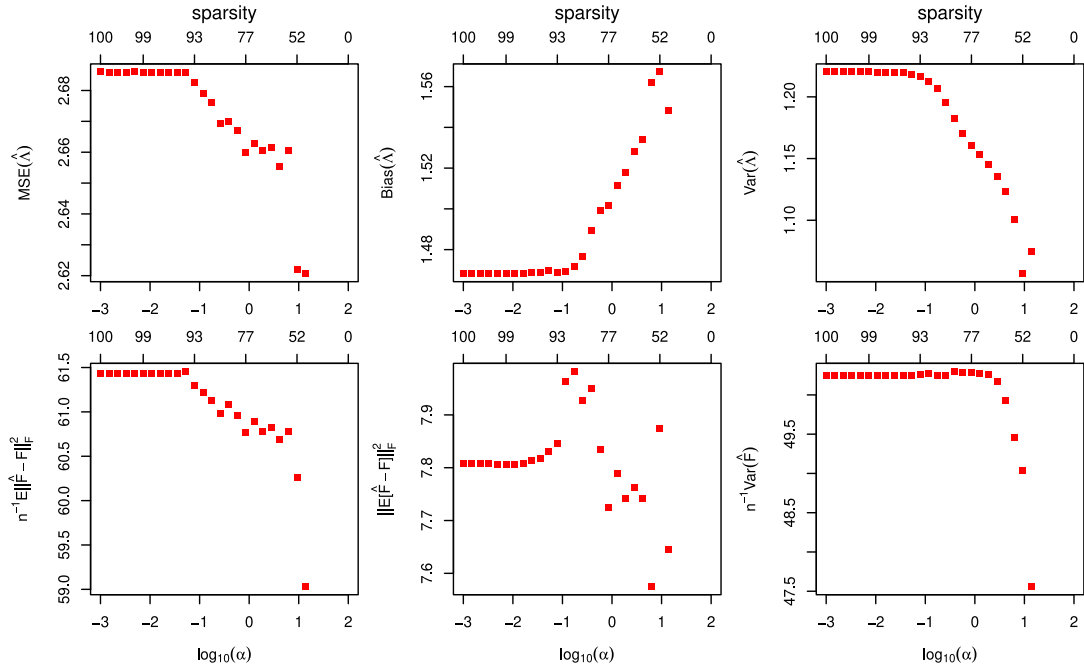 sparsity sparsity sparsity
100 99 93 77 52 0 100 99 93 77 52 0 100 99 93 77 52 0
MSE(Λ̂)
2.62 2.64 2.66 2.68
Bias(Λ̂)
1.48 1.52 1.56
Var(Λ̂)
1.10 1.15 1.20
−3 −2 −1 0 1 2 −3 −2 −1 0 1 2 −3 −2 −1 0 1 2
100 99 93 77 52 0 100 99 93 77 52 0 100 99 93 77 52 0
n⁻¹E||F̂ − F||²_F
59.0 59.5 60.0 60.5 61.0 61.5
||E[F̂ − F]||²_F
7.6 7.7 7.8 7.9
n⁻¹Var(F̂)
47.5 48.5 49.5
−3 −2 −1 0 1 2 −3 −2 −1 0 1 2 −3 −2 −1 0 1 2
log₁₀(α) log₁₀(α) log₁₀(α)